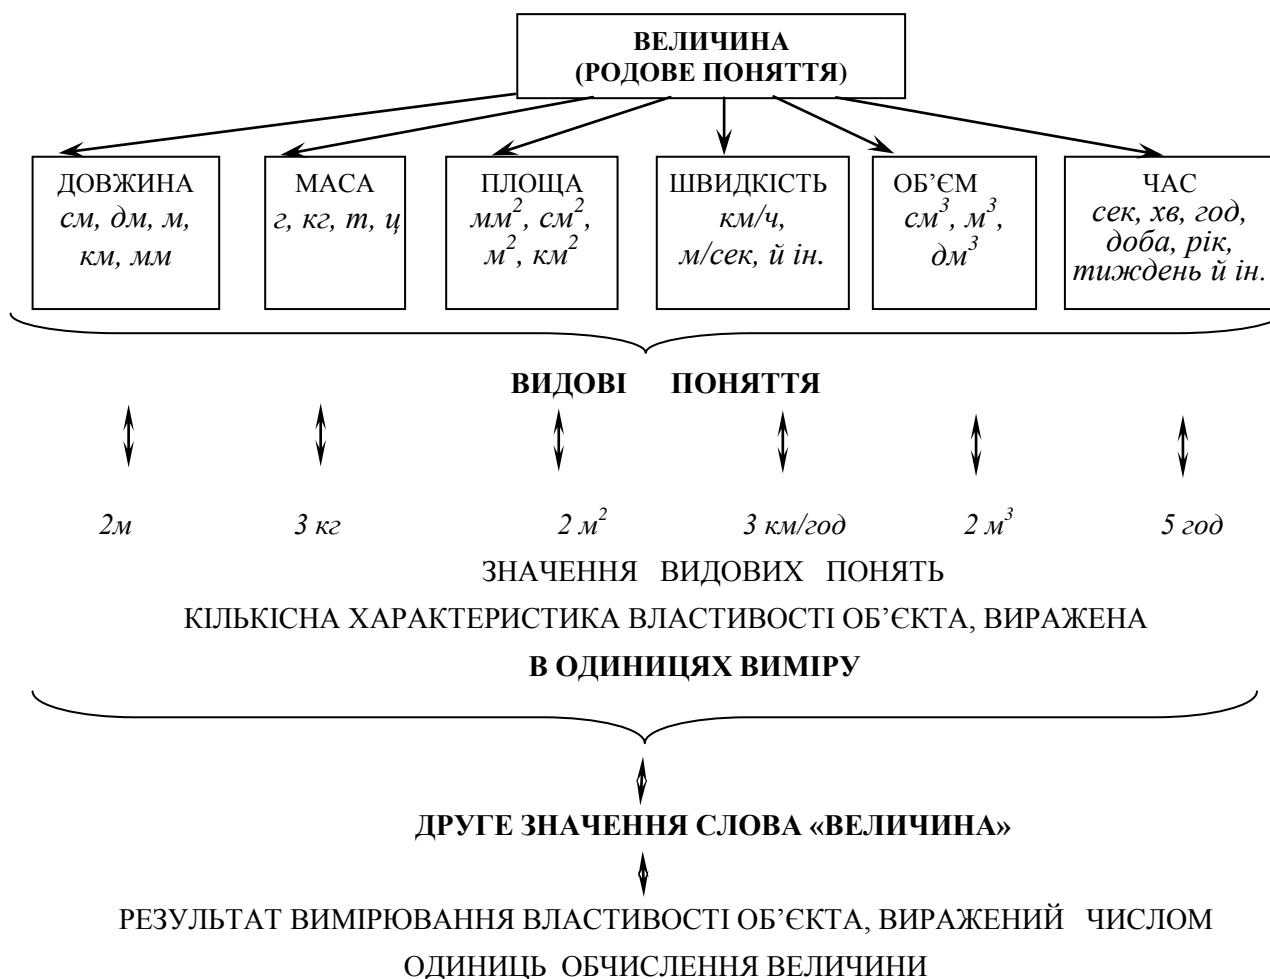 ВЕЛИЧИНА
(РОДОВЕ ПОНЯТТЯ)
ДОВЖИНА
см, дм, м,
км, мм
МАСА
г, кг, т, ц
ПЛОЩА
мм², см²,
м², км²
ШВИДКІСТЬ
км/ч,
м/сек, й ін.
ОБ’ЄМ
см³, м³,
дм³
ЧАС
сек, хв, год,
доба, рік,
тиждень й ін.
ВИДОВІ ПОНЯТТЯ
2м 3 кг 2 м² 3 км/год 2 м³ 5 год
ЗНАЧЕННЯ ВИДОВИХ ПОНЯТЬ
КІЛЬКІСНА ХАРАКТЕРИСТИКА ВЛАСТИВОСТІ ОБ’ЄКТА, ВИРАЖЕНА
В ОДИНИЦЯХ ВИМІРУ
ДРУГЕ ЗНАЧЕННЯ СЛОВА «ВЕЛИЧИНА»
РЕЗУЛЬТАТ ВИМІРЮВАННЯ ВЛАСТИВОСТІ ОБ’ЄКТА, ВИРАЖЕНИЙ ЧИСЛОМ
ОДИНИЦЬ ОБЧИСЛЕННЯ ВЕЛИЧИНИ